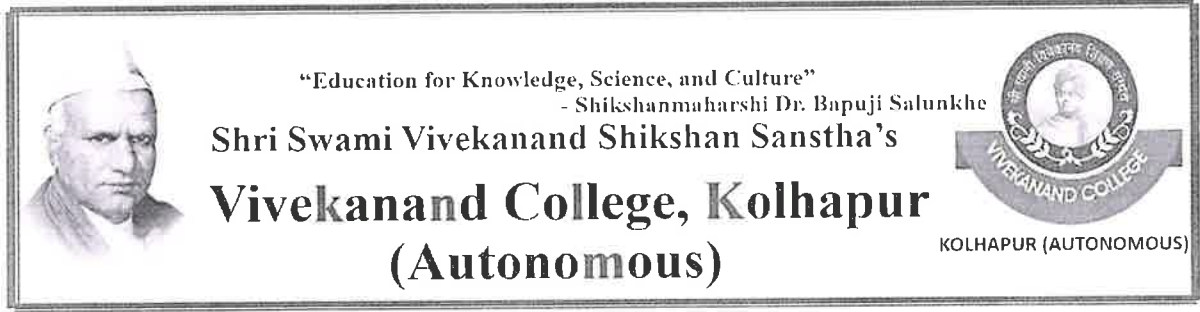 “Education for Knowledge, Science, and Culture”
- Shikshanmaharshi Dr. Bapuji Salunkhe
Shri Swami Vivekanand Shikshan Sanstha’s
Vivekanand College, Kolhapur
(Autonomous)
श्री स्वामी विवेकानंद शिक्षण संस्था
VIVEKANAND COLLEGE
KOLHAPUR (AUTONOMOUS)